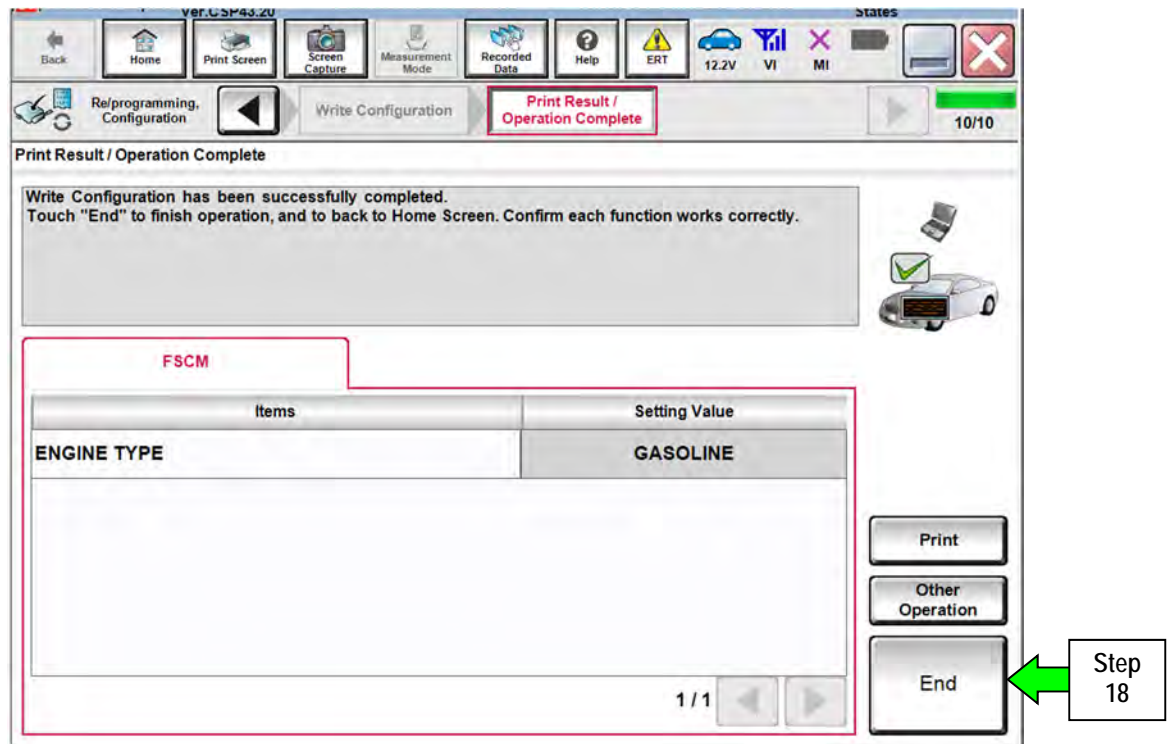 Ver.CSP43.20
States
Back
Home
Print Screen
Screen
Capture
Measurement
Mode
Recorded
Data
Help
ERT
12.2V
VI
MI
Re/programming,
Configuration
Write Configuration
Print Result /
Operation Complete
10/10
Print Result / Operation Complete
Write Configuration has been successfully completed.
Touch "End" to finish operation, and to back to Home Screen. Confirm each function works correctly.
FSCM
Items
Setting Value
ENGINE TYPE
GASOLINE
Print
Other
Operation
End
1 / 1
Step
18